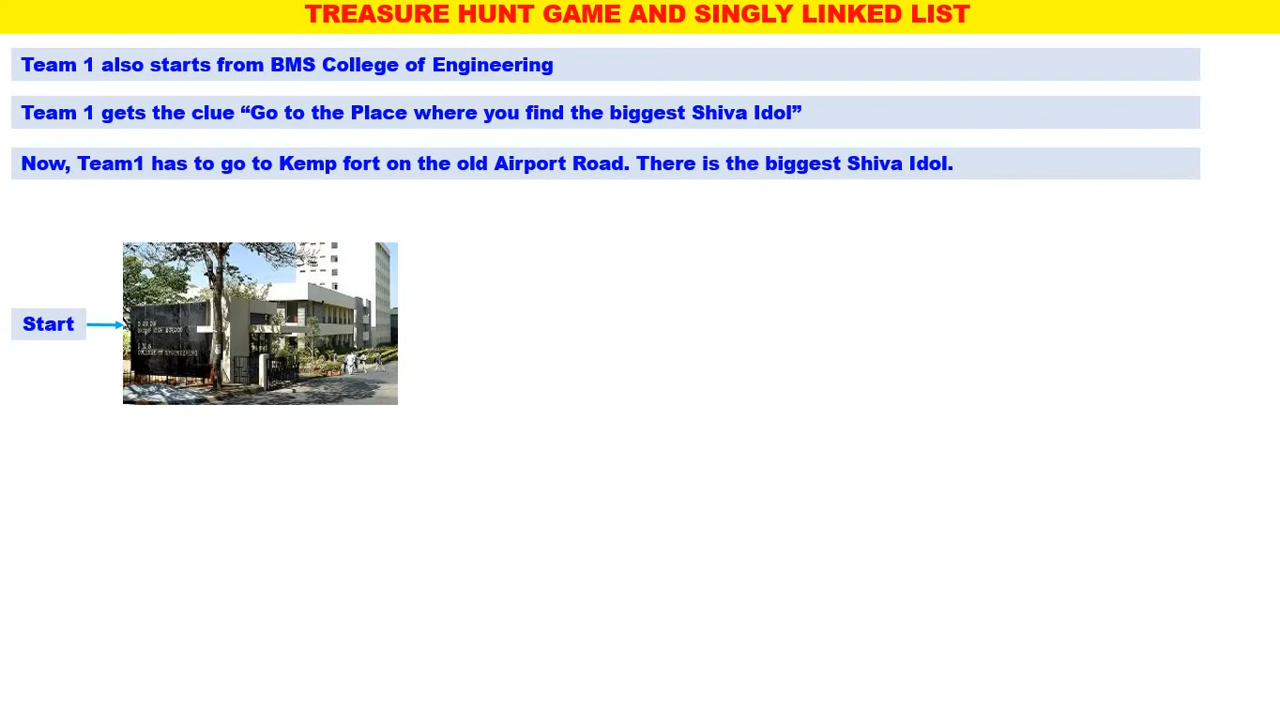 TREASURE HUNT GAME AND SINGLY LINKED LIST
Team 1 also starts from BMS College of Engineering
Team 1 gets the clue “Go to the Place where you find the biggest Shiva Idol”
Now, Team1 has to go to Kemp fort on the old Airport Road. There is the biggest Shiva Idol.
Start